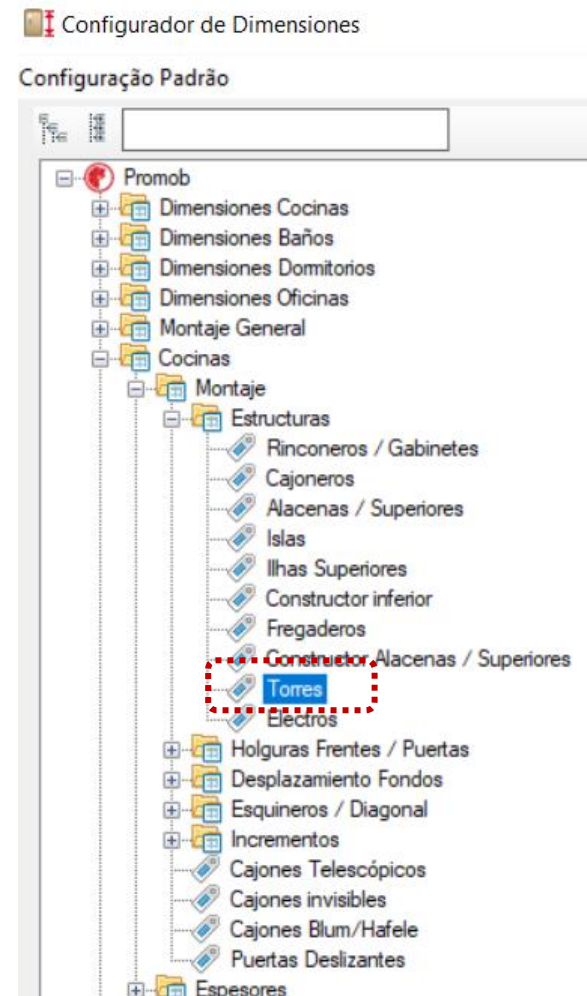 Configurador de Dimensiones
Configuração Padrão
Promob
Dimensiones Cocinas
Dimensiones Baños
Dimensiones Dormitorios
Dimensiones Oficinas
Montaje General
Cocinas
Montaje
Estructuras
Rinconeros / Gabinetes
Cajoneros
Alacenas / Superiores
Islas
Ilhas Superiores
Constructor inferior
Fregaderos
Constructor Alacenas / Superiores
Torres
Electros
Holguras Frentes / Puertas
Desplazamiento Fondos
Esquineros / Diagonal
Incrementos
Cajones Telescópicos
Cajones invisibles
Cajones Blum/Hafele
Puertas Deslizantes
Espesores